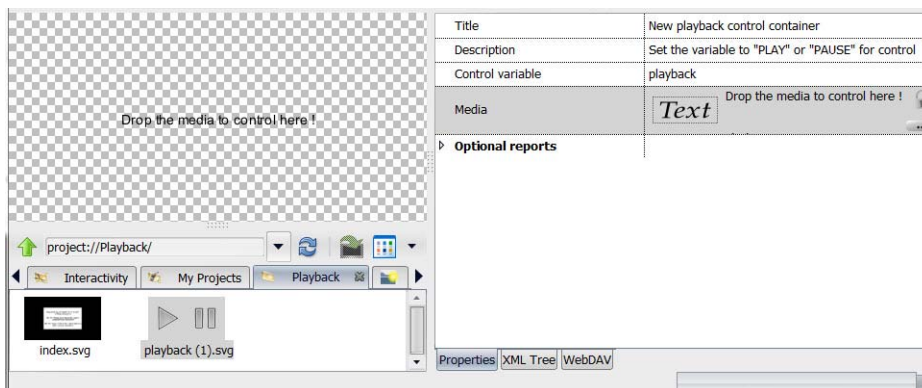 Drop the media to control here !
project://Playback/
Interactivity
My Projects
Playback
index.svg
playback (1).svg
Title
New playback control container
Description
Set the variable to "PLAY" or "PAUSE" for control
Control variable
playback
Media
Text
Drop the media to control here !
Optional reports
Properties
XML Tree
WebDAV